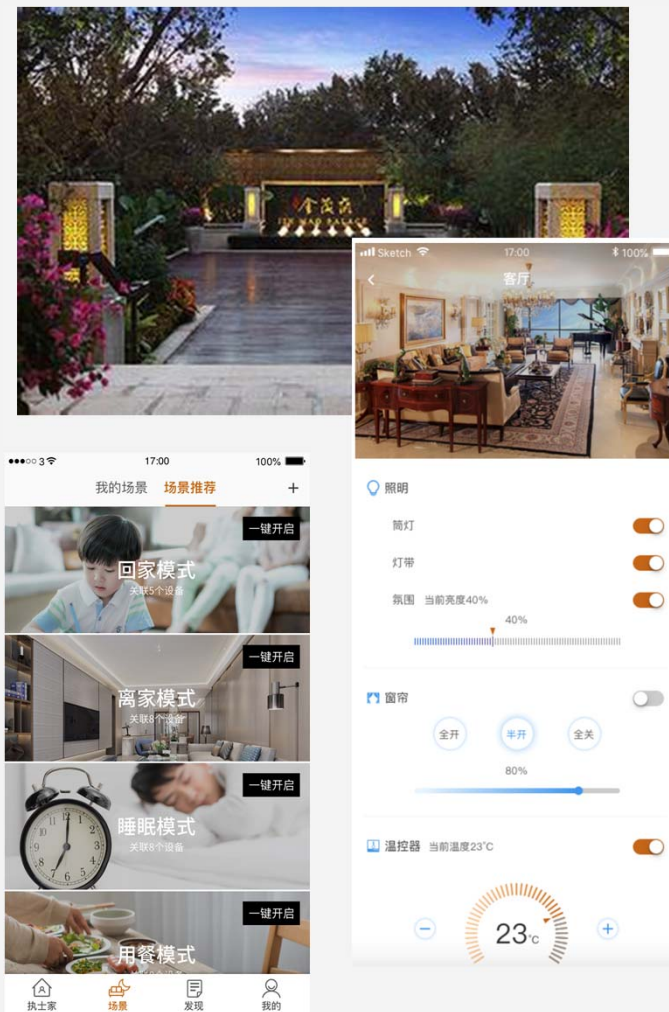 金茂府
JIN MAO PALACE
Sketch 17:00 100%
客厅
照明
筒灯
灯带
氛围 当前亮度40%
40%
窗帘
全开 半开 全关
80%
温控器 当前温度23°C
23°C
3 17:00 100%
我的场景 场景推荐 +
一键开启
回家模式
关联5个设备
一键开启
离家模式
关联8个设备
一键开启
睡眠模式
关联8个设备
一键开启
用餐模式
执士家 场景 发现 我的